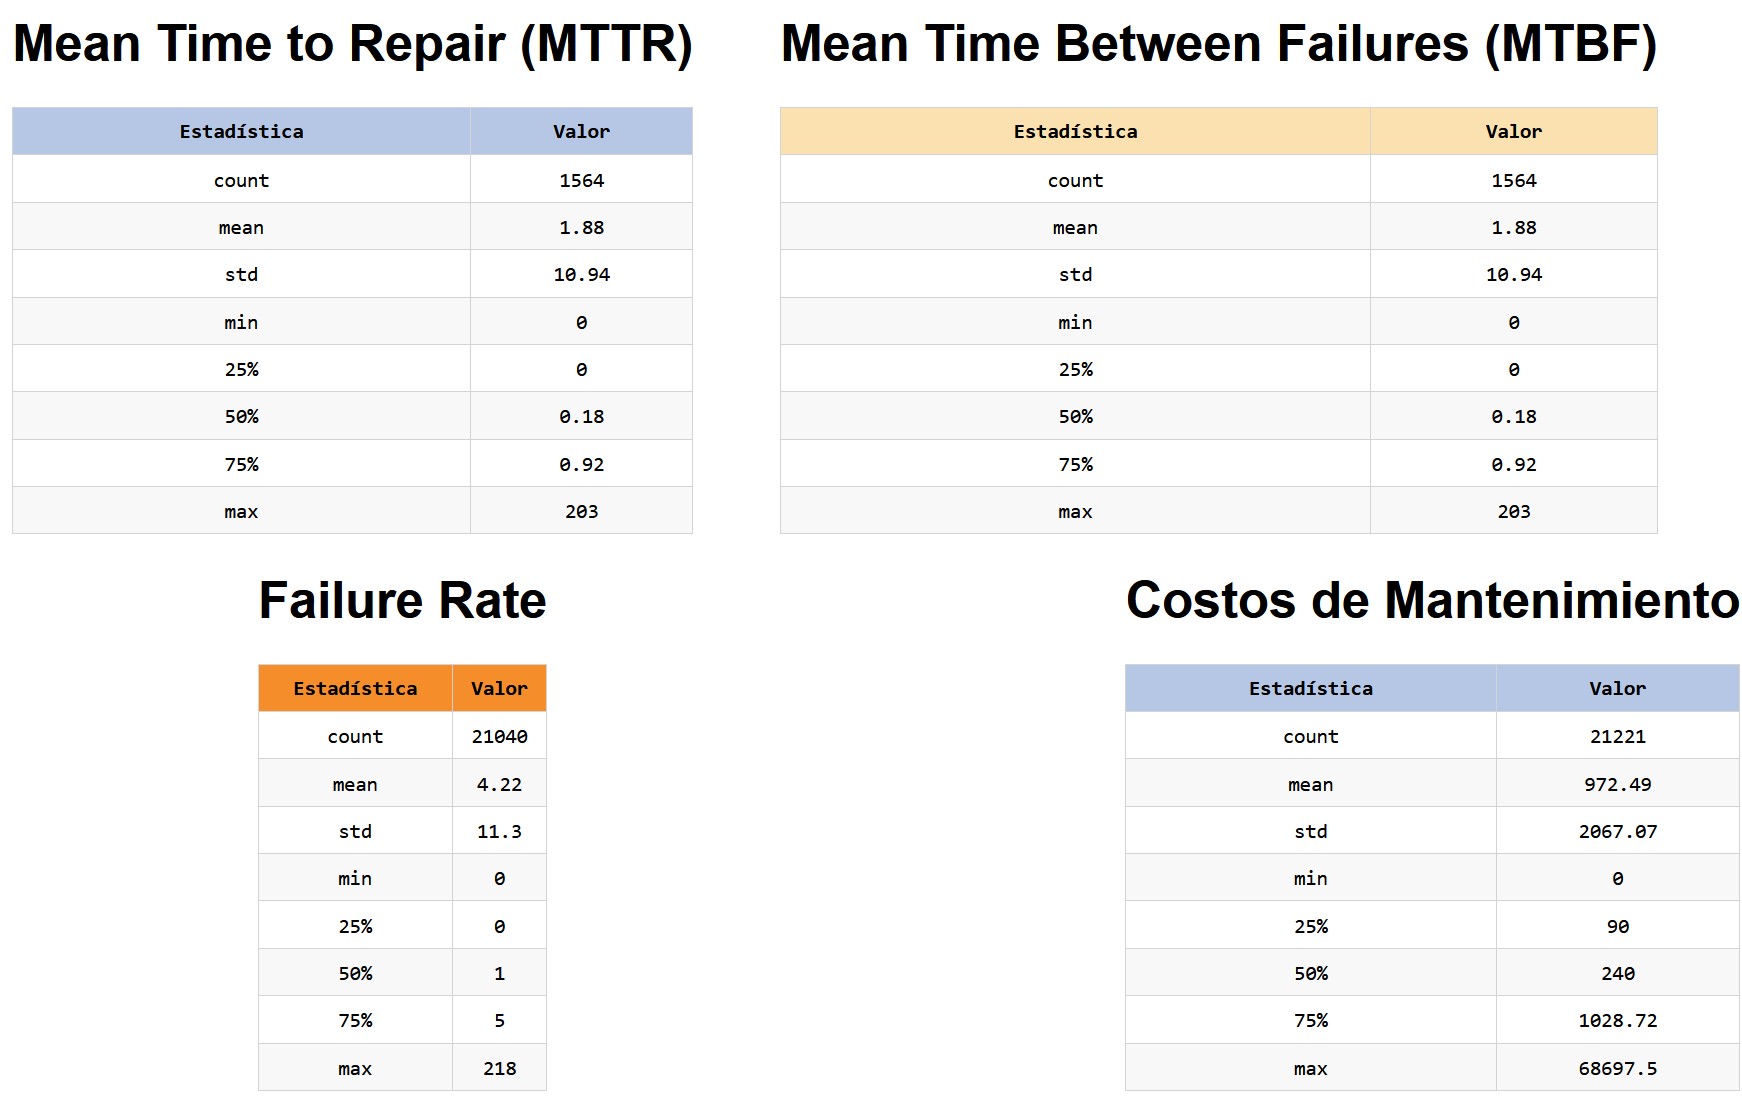 Mean Time to Repair (MTTR)
Estadística Valor
count 1564
mean 1.88
std 10.94
min 0
25% 0
50% 0.18
75% 0.92
max 203
Mean Time Between Failures (MTBF)
Estadística Valor
count 1564
mean 1.88
std 10.94
min 0
25% 0
50% 0.18
75% 0.92
max 203
Failure Rate
Estadística Valor
count 21040
mean 4.22
std 11.3
min 0
25% 0
50% 1
75% 5
max 218
Costos de Mantenimiento
Estadística Valor
count 21221
mean 972.49
std 2067.07
min 0
25% 90
50% 240
75% 1028.72
max 68697.5